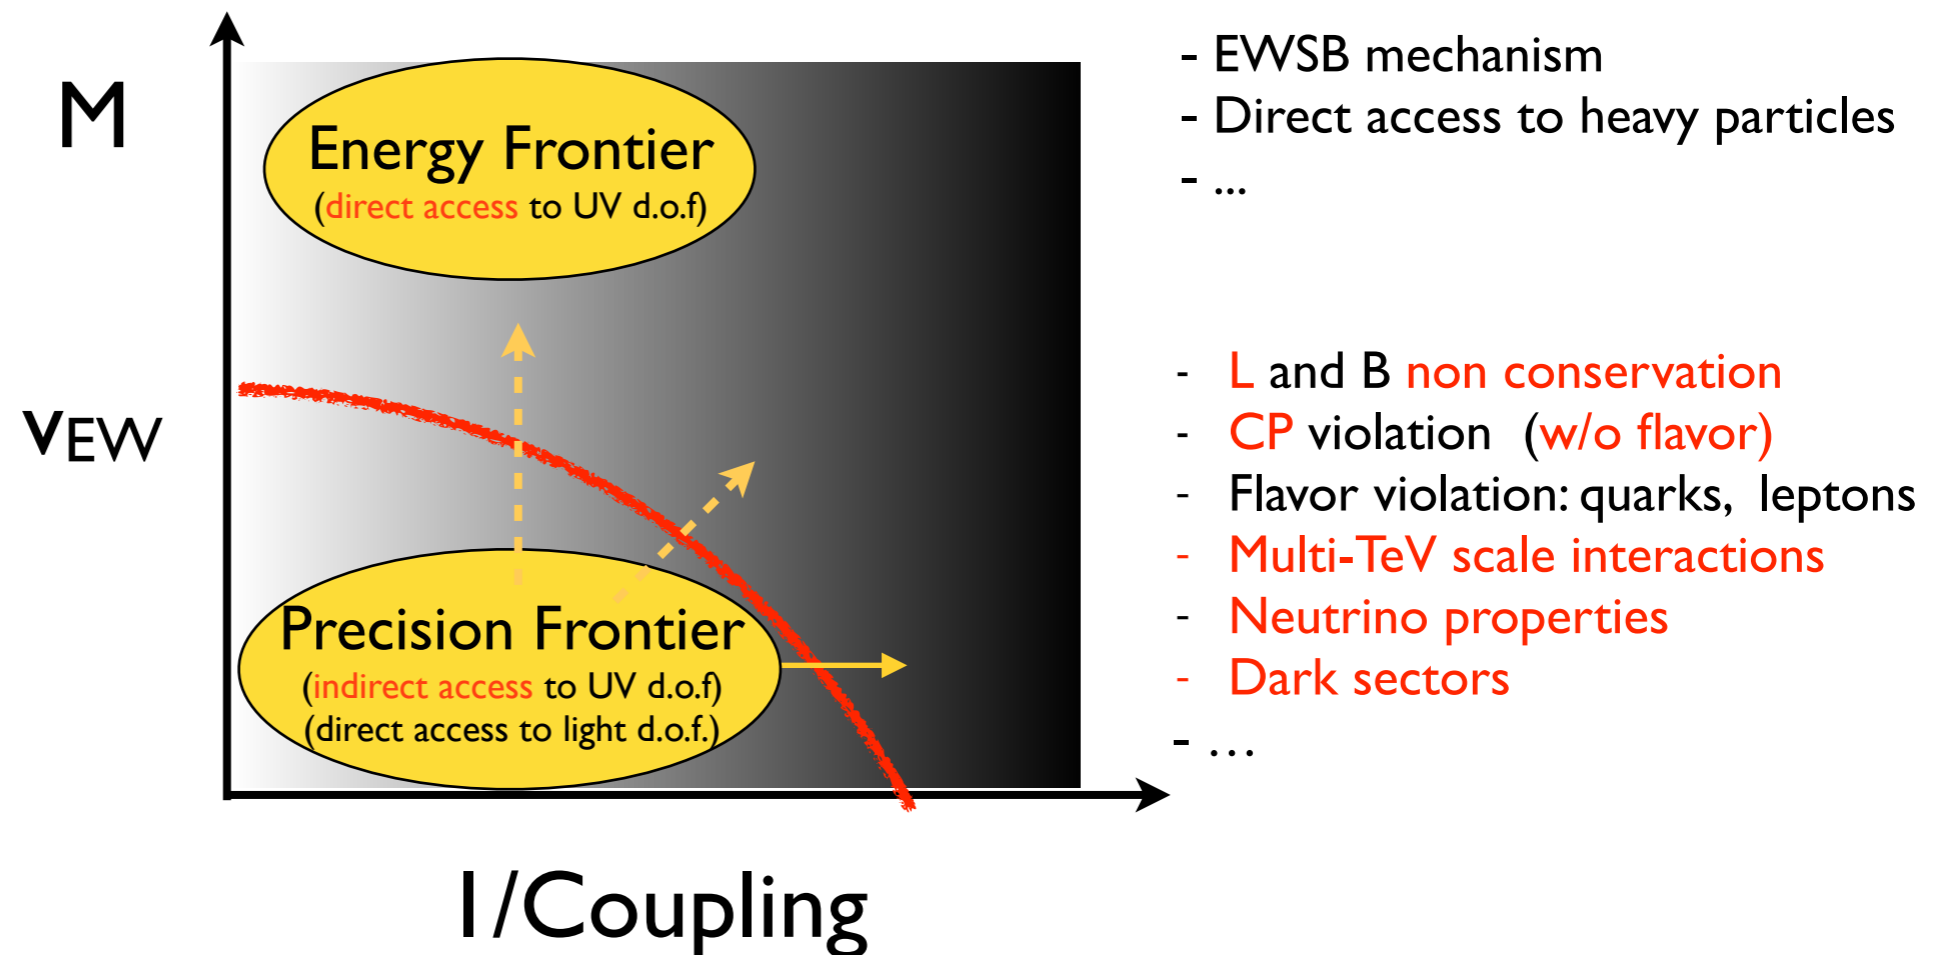 M
Energy Frontier
(direct access to UV d.o.f)
vEW
Precision Frontier
(indirect access to UV d.o.f)
(direct access to light d.o.f.)
1/Coupling
- EWSB mechanism
- Direct access to heavy particles
- ...
- L and B non conservation
- CP violation (w/o flavor)
- Flavor violation: quarks, leptons
- Multi-TeV scale interactions
- Neutrino properties
- Dark sectors
- …